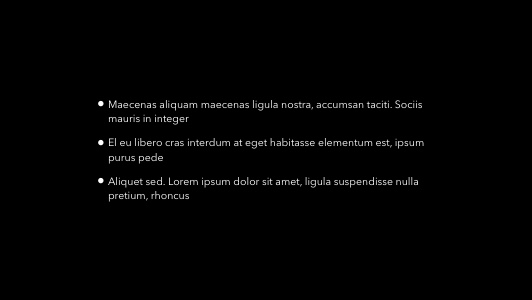 • Maecenas aliquam maecenas ligula nostra, accumsan taciti. Sociis
mauris in integer
• El eu libero cras interdum at eget habitasse elementum est, ipsum
purus pede
• Aliquet sed. Lorem ipsum dolor sit amet, ligula suspendisse nulla
pretium, rhoncus